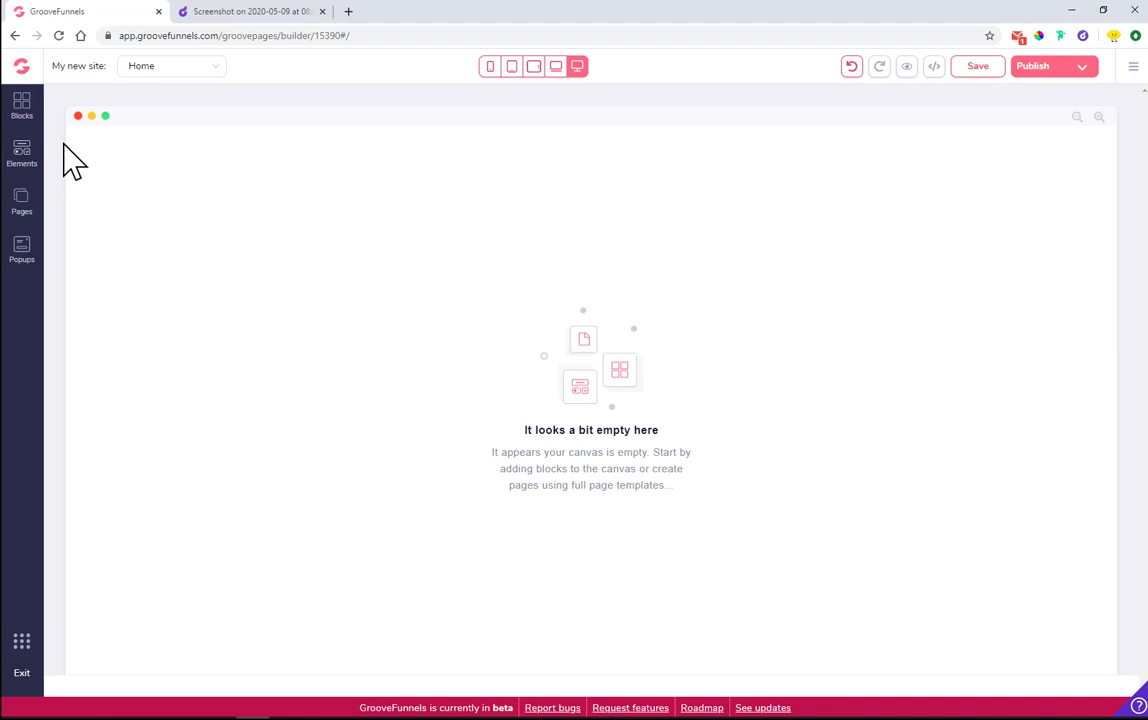 GrooveFunnels
Screenshot on 2020-05-09 at 08:
app.groovefunnels.com/groovepages/builder/15390#/
My new site:
Home
Save
Publish
Blocks
Elements
Pages
Popups
It looks a bit empty here
It appears your canvas is empty. Start by
adding blocks to the canvas or create
pages using full page templates...
Exit
GrooveFunnels is currently in beta
Report bugs
Request features
Roadmap
See updates